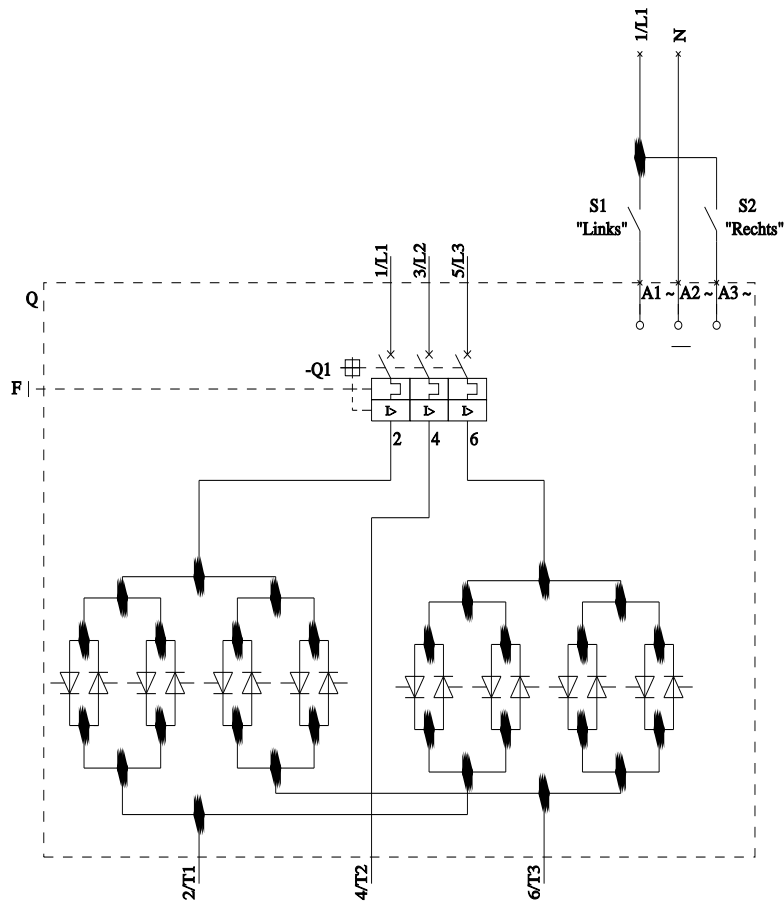 1/L1
N
S1
"Links"
S2
"Rechts"
1/L1
3/L2
5/L3
Q
A1 ~
A2 ~
A3 ~
-Q1
F
I>
I>
I>
2
4
6
2/T1
4/T2
6/T3